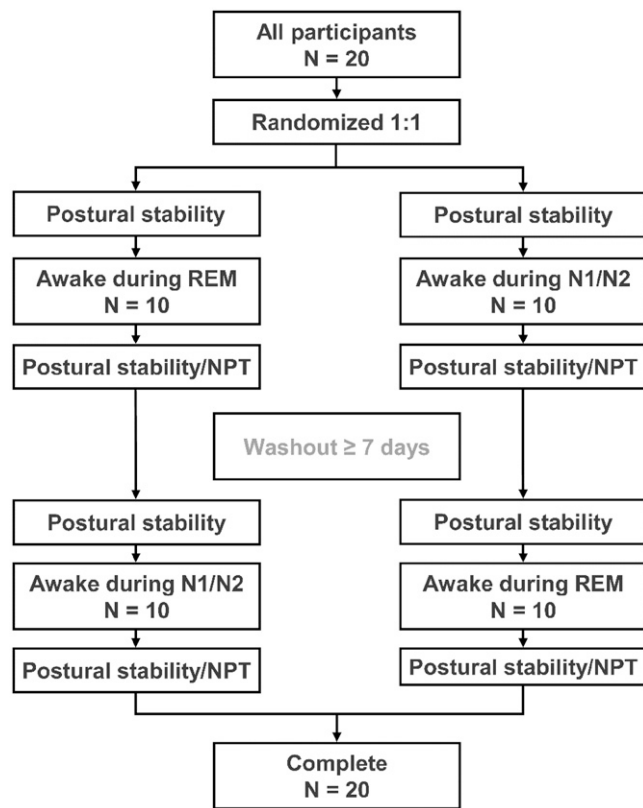 All participants
N = 20
Randomized 1:1
Postural stability
Postural stability
Awake during REM
N = 10
Awake during N1/N2
N = 10
Postural stability/NPT
Postural stability/NPT
Washout ≥ 7 days
Postural stability
Postural stability
Awake during N1/N2
N = 10
Awake during REM
N = 10
Postural stability/NPT
Postural stability/NPT
Complete
N = 20